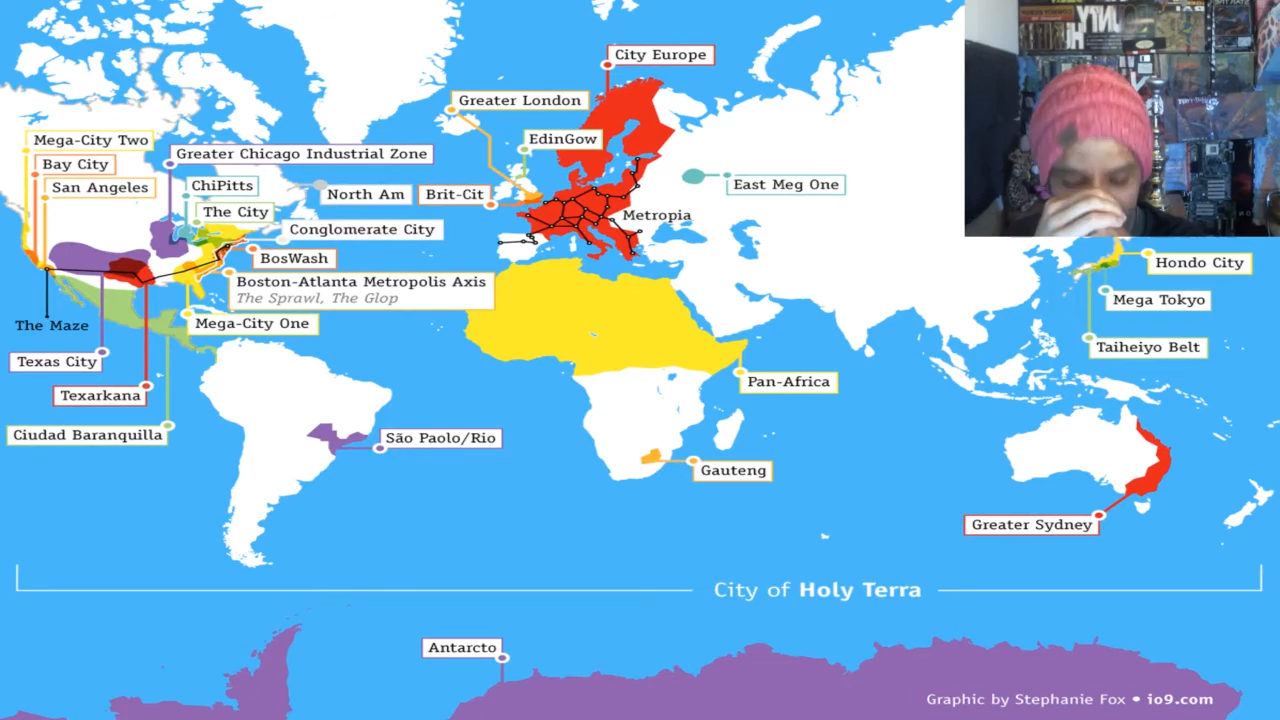 City Europe
Greater London
EdinGow
Mega-City Two
Greater Chicago Industrial Zone
Bay City
ChiPitts
San Angeles
North Am
Brit-Cit
East Meg One
The City
Metropia
Conglomerate City
BosWash
Hondo City
Boston-Atlanta Metropolis Axis
The Sprawl, The Glop
Mega Tokyo
The Maze
Mega-City One
Taiheiyo Belt
Texas City
Pan-Africa
Texarkana
Ciudad Baranquilla
São Paolo/Rio
Gauteng
Greater Sydney
City of Holy Terra
Antarcto
Graphic by Stephanie Fox • io9.com